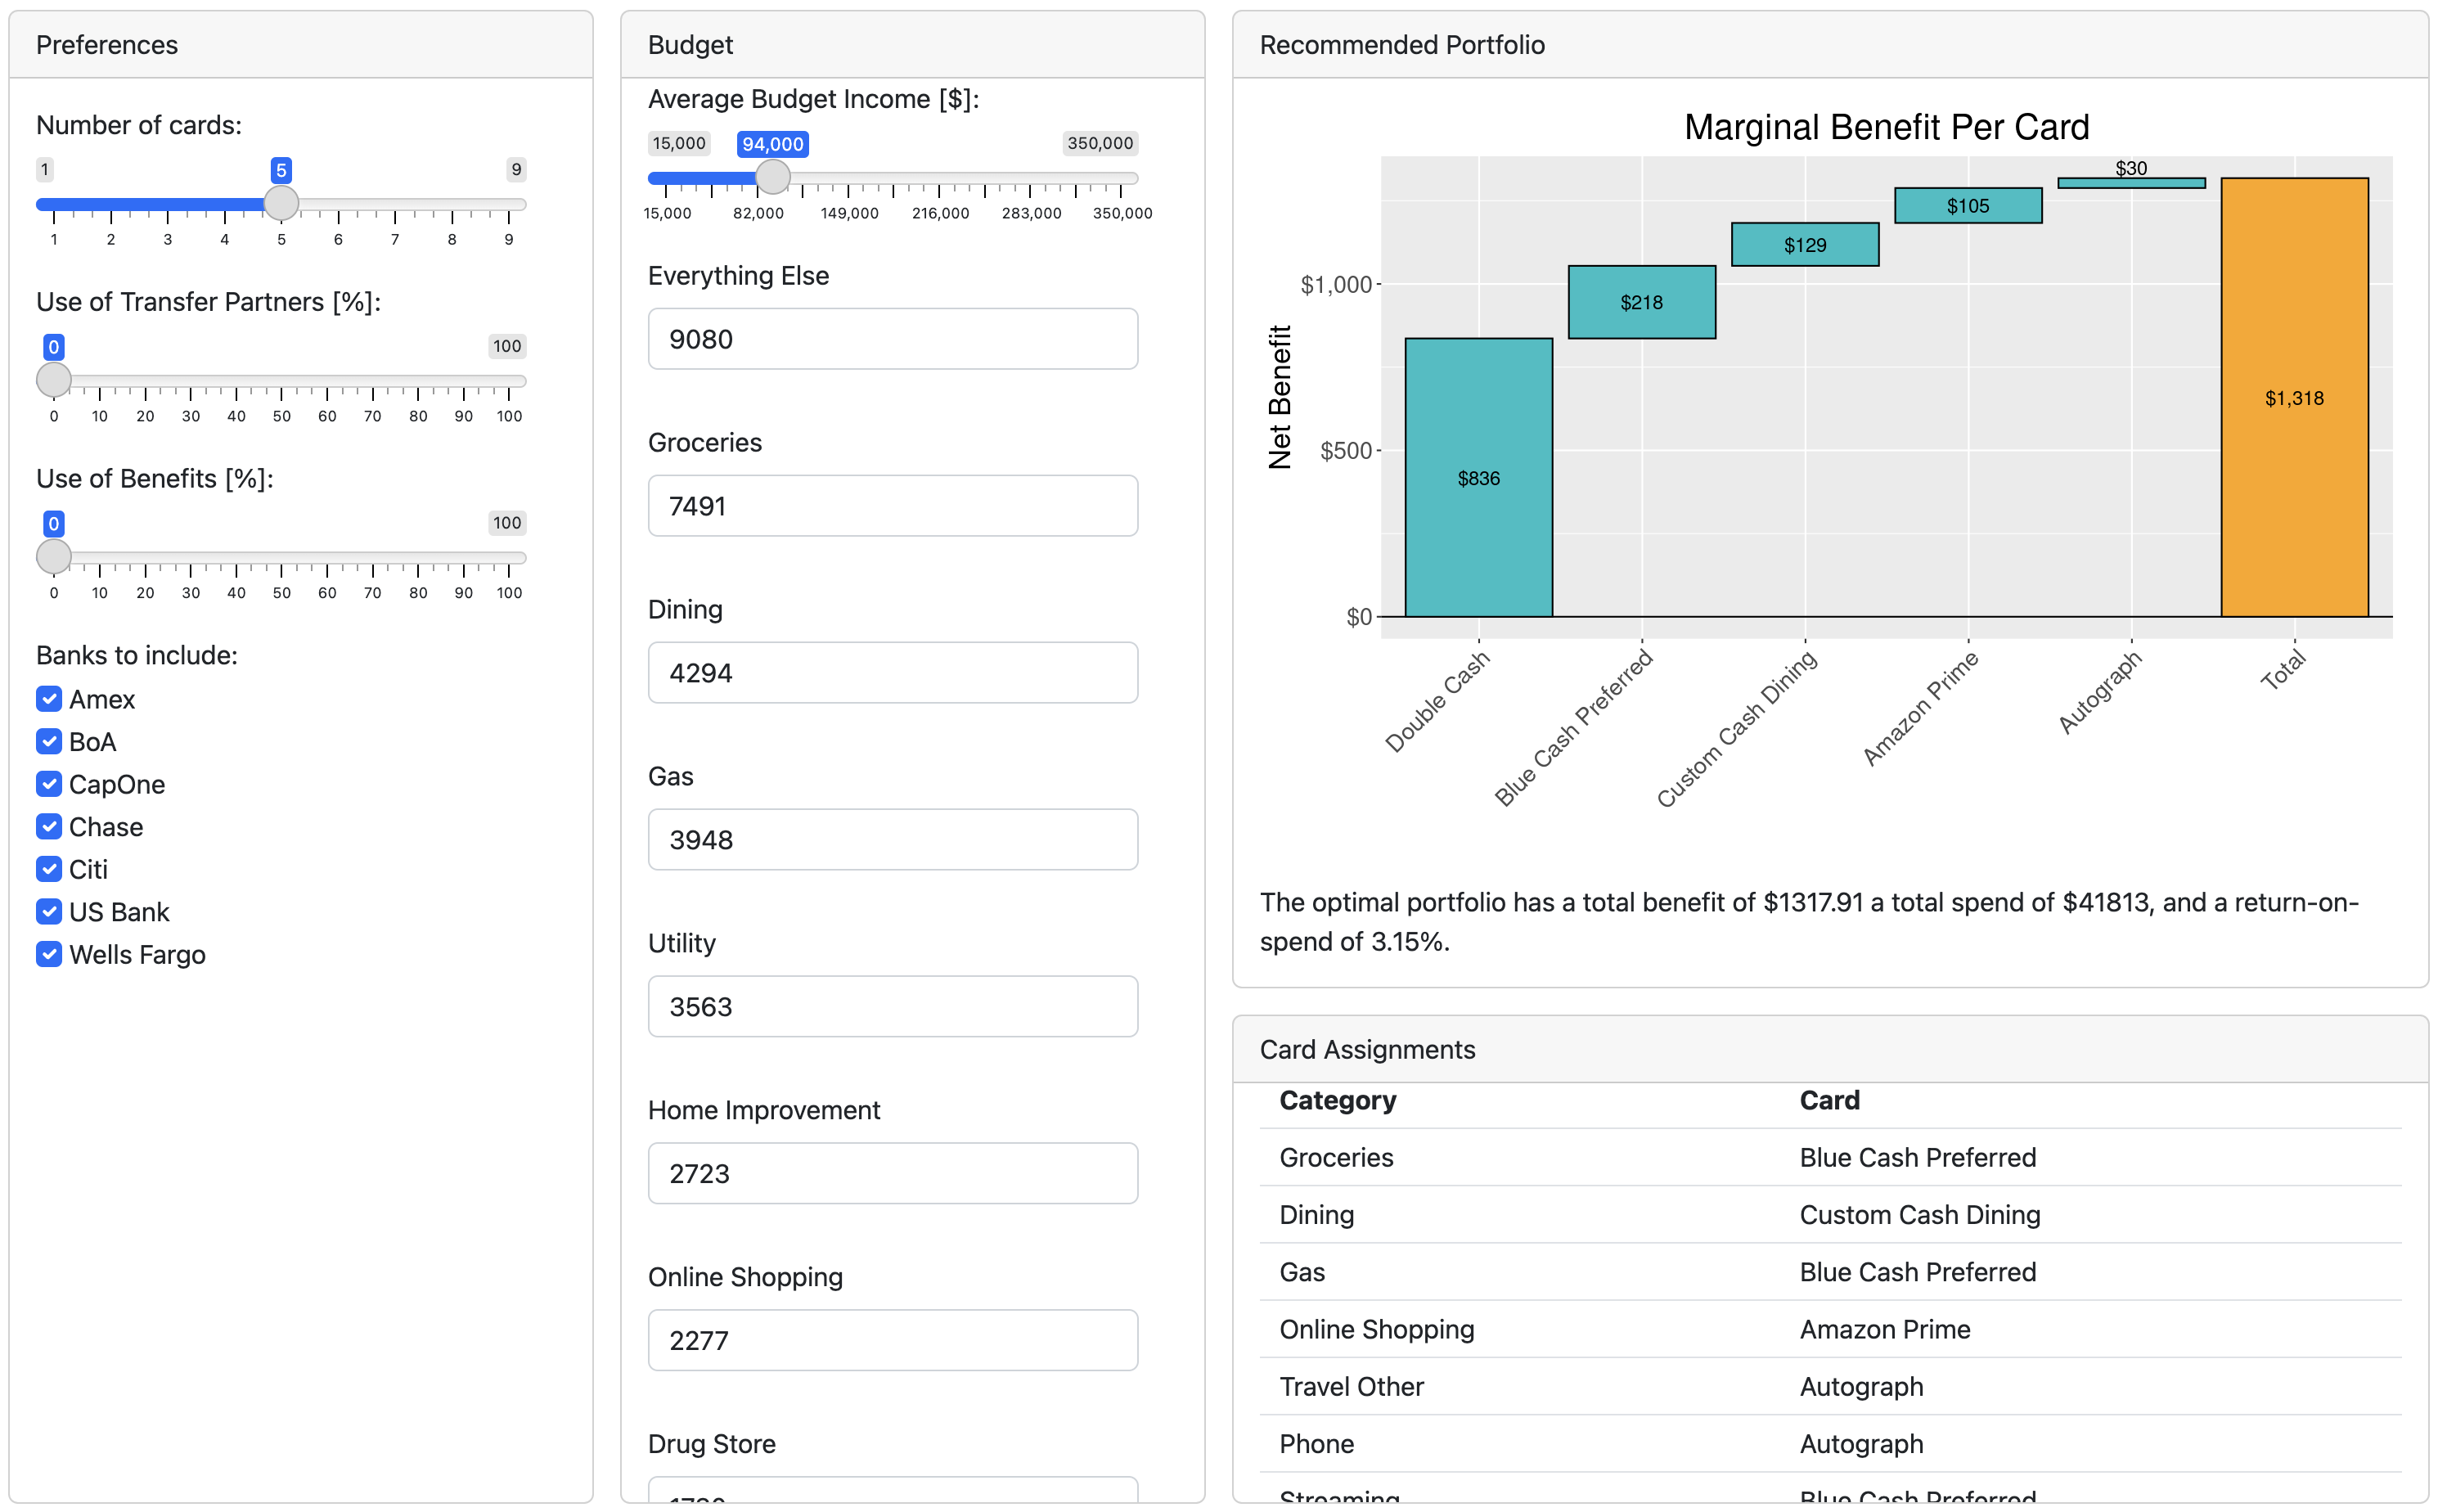 Preferences
Number of cards:
1 5 9
1 2 3 4 5 6 7 8 9
Use of Transfer Partners [%]:
0 100
0 10 20 30 40 50 60 70 80 90 100
Use of Benefits [%]:
0 100
0 10 20 30 40 50 60 70 80 90 100
Banks to include:
Amex
BoA
CapOne
Chase
Citi
US Bank
Wells Fargo
Budget
Average Budget Income [$]:
15,000 94,000 350,000
15,000 82,000 149,000 216,000 283,000 350,000
Everything Else
9080
Groceries
7491
Dining
4294
Gas
3948
Utility
3563
Home Improvement
2723
Online Shopping
2277
Drug Store
Recommended Portfolio
Marginal Benefit Per Card
Net Benefit
$1,000
$500
$0
$836
$218
$129
$105
$30
$1,318
Double Cash
Blue Cash Preferred
Custom Cash Dining
Amazon Prime
Autograph
Total
The optimal portfolio has a total benefit of $1317.91 a total spend of $41813, and a return-on-
spend of 3.15%.
Card Assignments
Category Card
Groceries Blue Cash Preferred
Dining Custom Cash Dining
Gas Blue Cash Preferred
Online Shopping Amazon Prime
Travel Other Autograph
Phone Autograph
Streaming Blue Cash Preferred